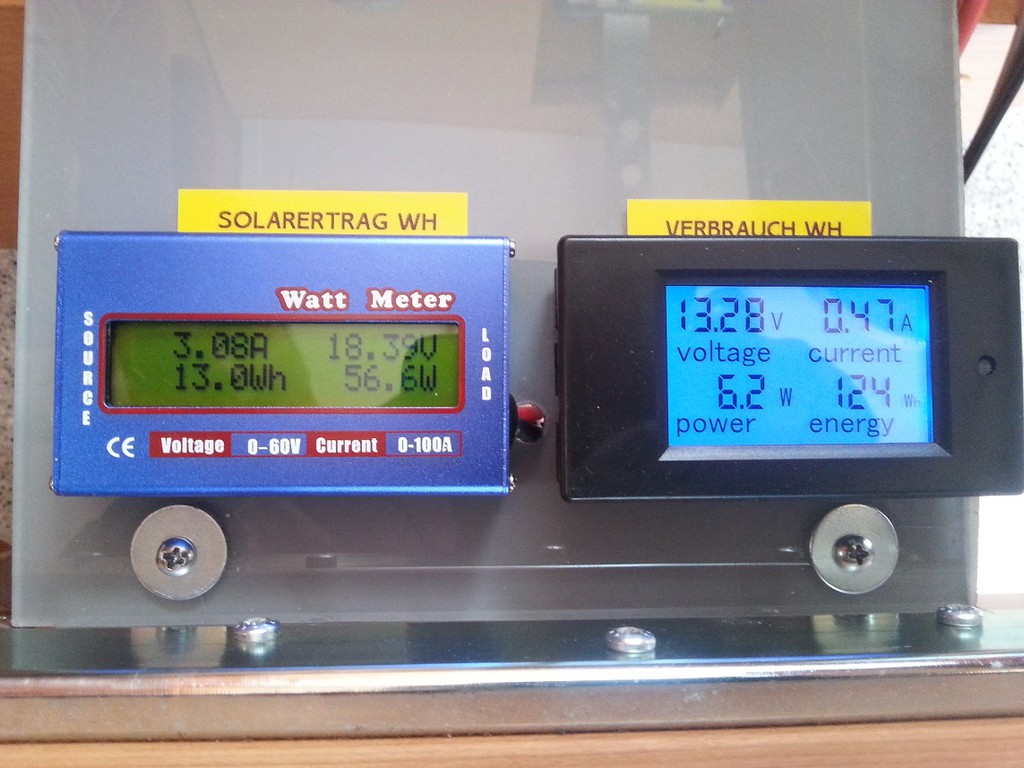 SOLARERTRAG WH
VERBRAUCH WH
Watt Meter
SOURCE
3.08A 18.39V
13.0Wh 56.6W
LOAD
CE Voltage 0-60V Current 0-100A
13.28 V 0.47 A
voltage current
6.2 W 124 Wh
power energy